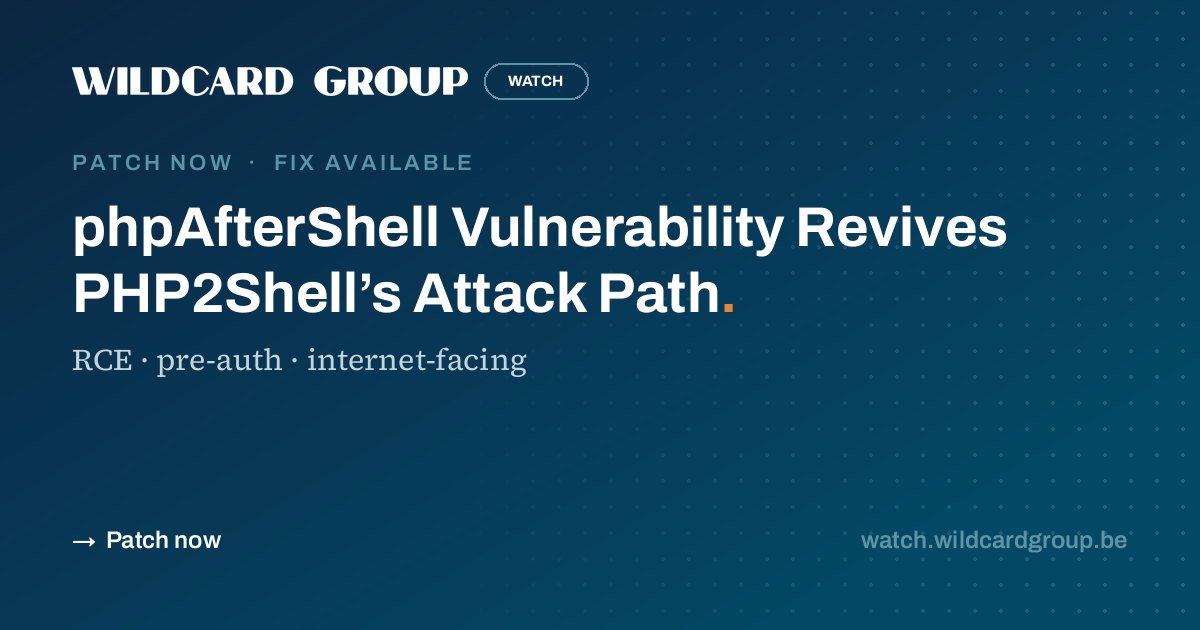 WILDCARD GROUP WATCH
PATCH NOW · FIX AVAILABLE
phpAfterShell Vulnerability Revives
PHP2Shell’s Attack Path.
RCE · pre-auth · internet-facing
→ Patch now
watch.wildcardgroup.be